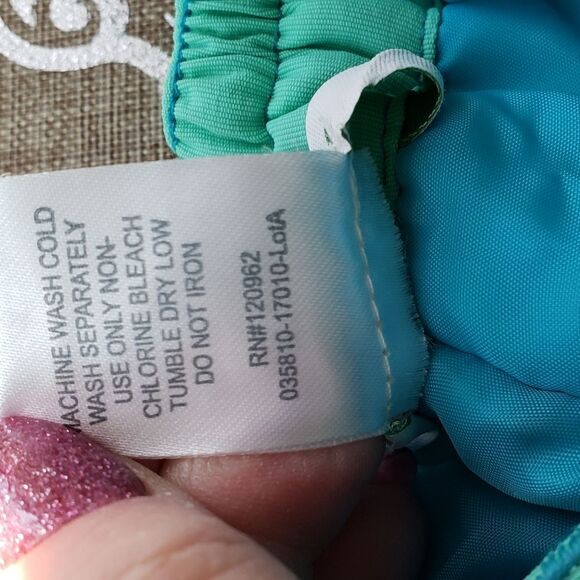 MACHINE WASH COLD
WASH SEPARATELY
USE ONLY NON-
CHLORINE BLEACH
TUMBLE DRY LOW
DO NOT IRON
RN#120962
035810-17010-LotA